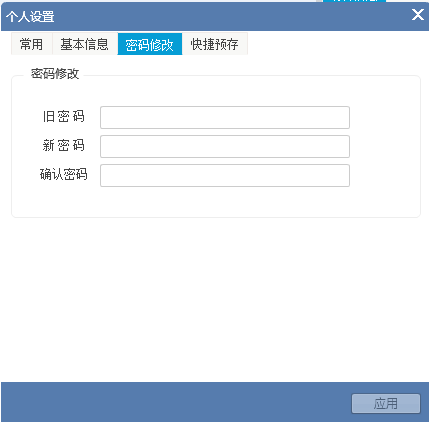 个人设置
常用 基本信息 密码修改 快捷预存
密码修改
旧 密 码
新 密 码
确认密码
应用